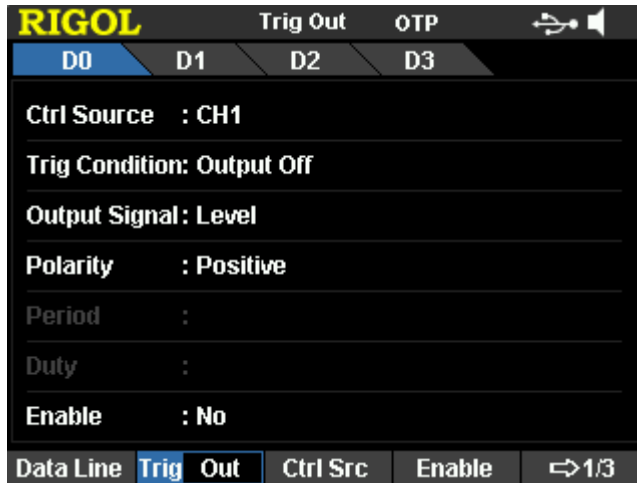 RIGOL Trig Out OTP
D0 D1 D2 D3
Ctrl Source : CH1
Trig Condition: Output Off
Output Signal: Level
Polarity : Positive
Period :
Duty :
Enable : No
Data Line Trig Out Ctrl Src Enable ⇨1/3